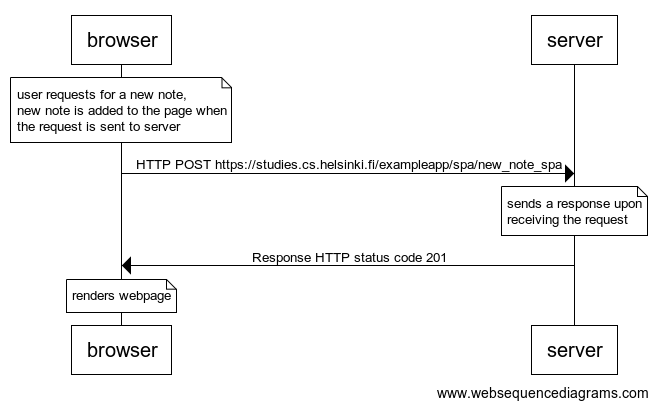 browser
server
user requests for a new note,
new note is added to the page when
the request is sent to server
HTTP POST https://studies.cs.helsinki.fi/exampleapp/spa/new_note_spa
sends a response upon
receiving the request
Response HTTP status code 201
renders webpage
browser
server
www.websequencediagrams.com